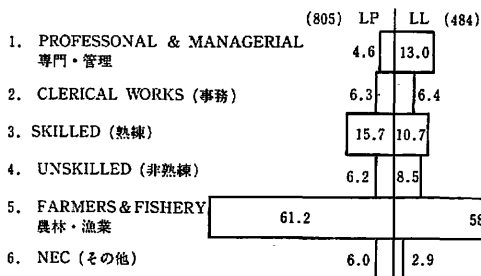 (805) LP LL (484)
1. PROFESSONAL & MANAGERIAL 4.6 13.0
専門・管理
2. CLERICAL WORKS (事務) 6.3 6.4
3. SKILLED (熟練) 15.7 10.7
4. UNSKILLED (非熟練) 6.2 8.5
5. FARMERS & FISHERY 61.2 58
農林・漁業
6. NEC (その他) 6.0 2.9